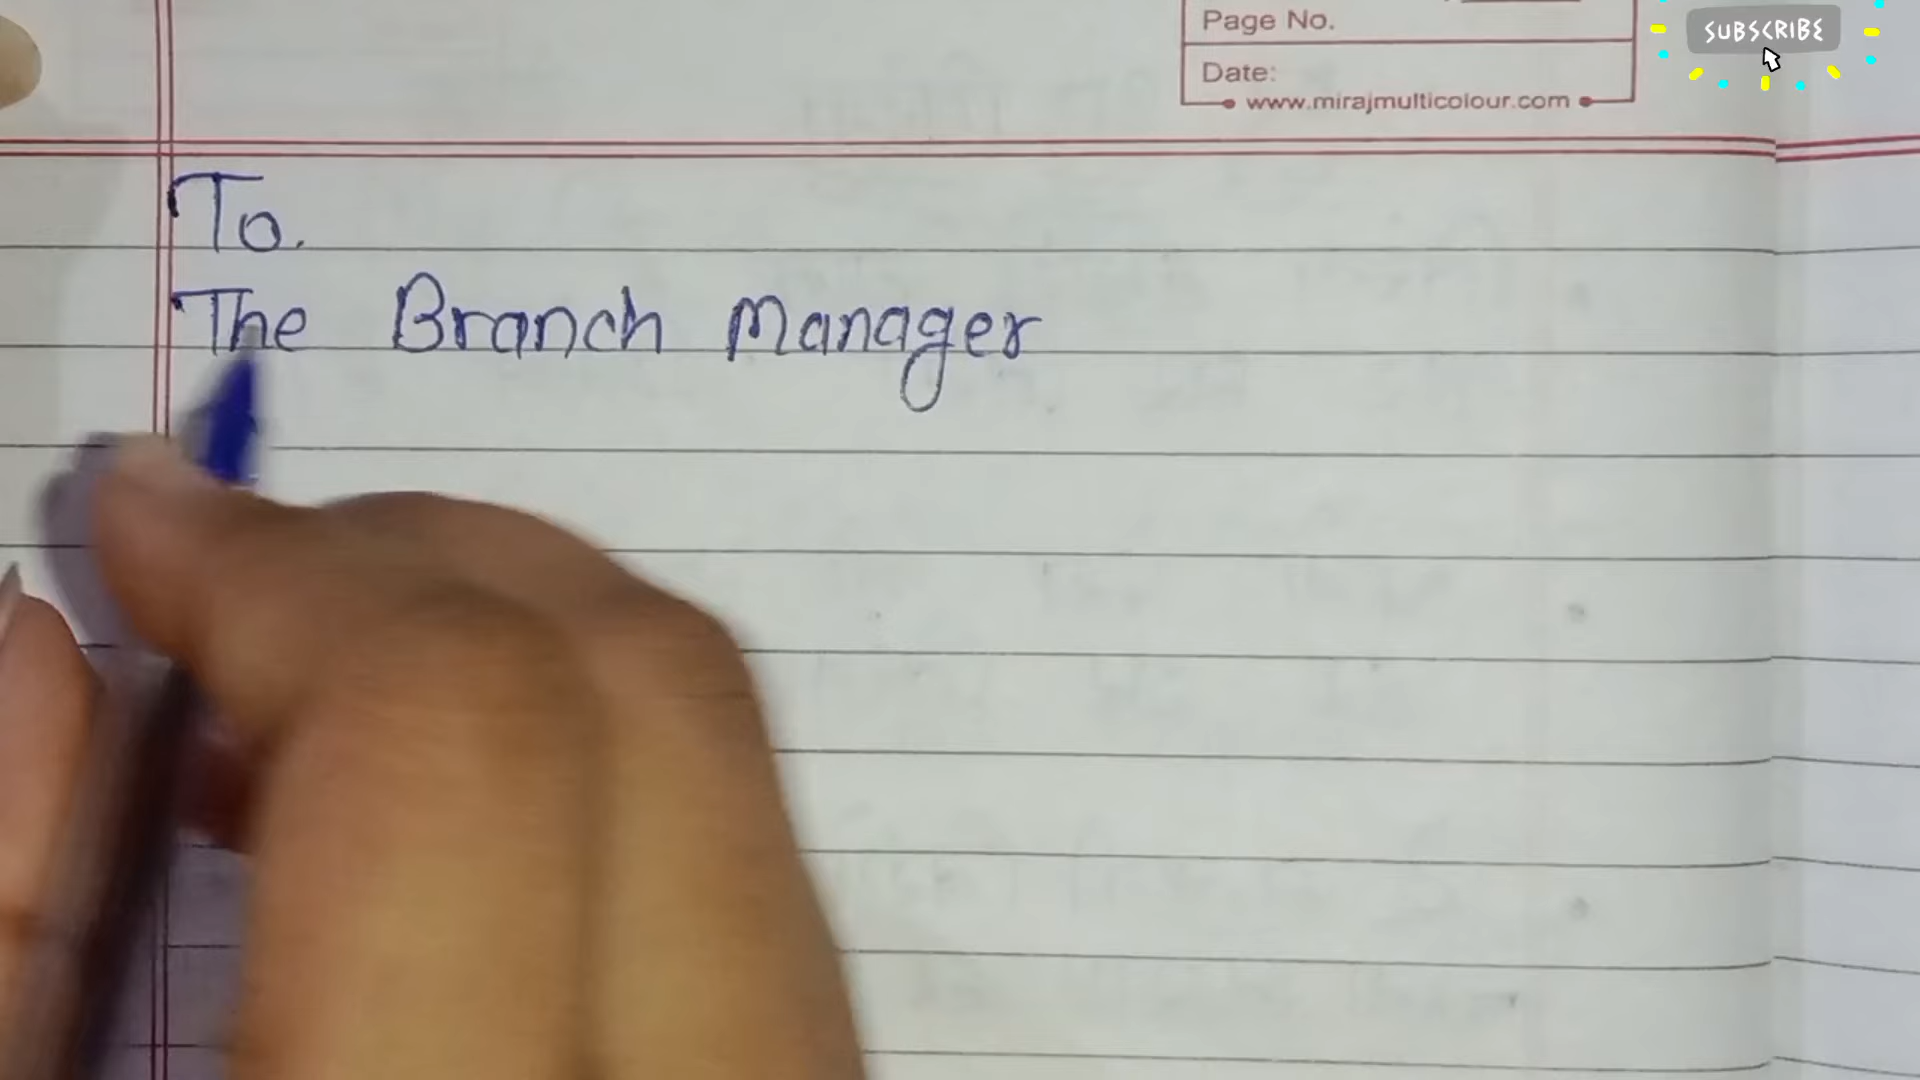 Page No.
SUBSCRIBE
Date:
www.mirajmulticolour.com
To.
The Branch Manager